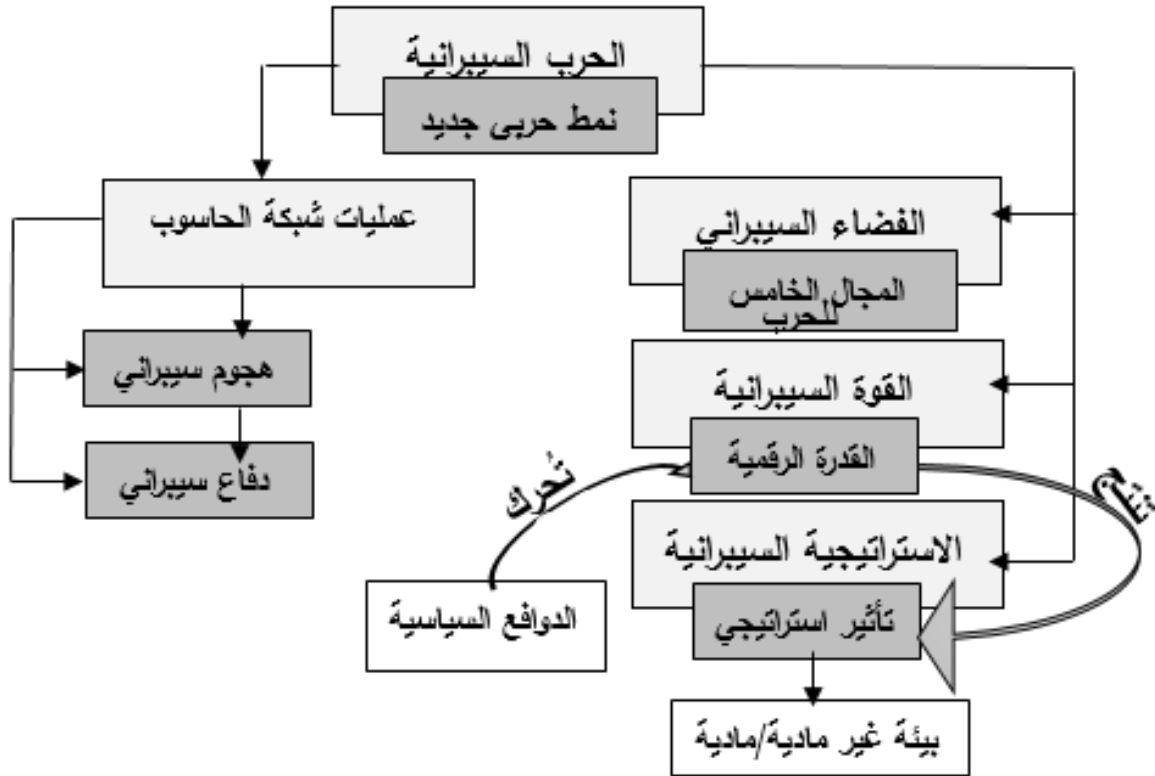 الحرب السيبرانية
نمط حربي جديد
الفضاء السيبراني
المجال الخامس
للحرب
القوة السيبرانية
القدرة الرقمية
تنتج
تُحرك
الاستراتيجية السيبرانية
تأثير استراتيجي
الدوافع السياسية
بيئة غير مادية/مادية
عمليات شبكة الحاسوب
هجوم سيبراني
دفاع سيبراني